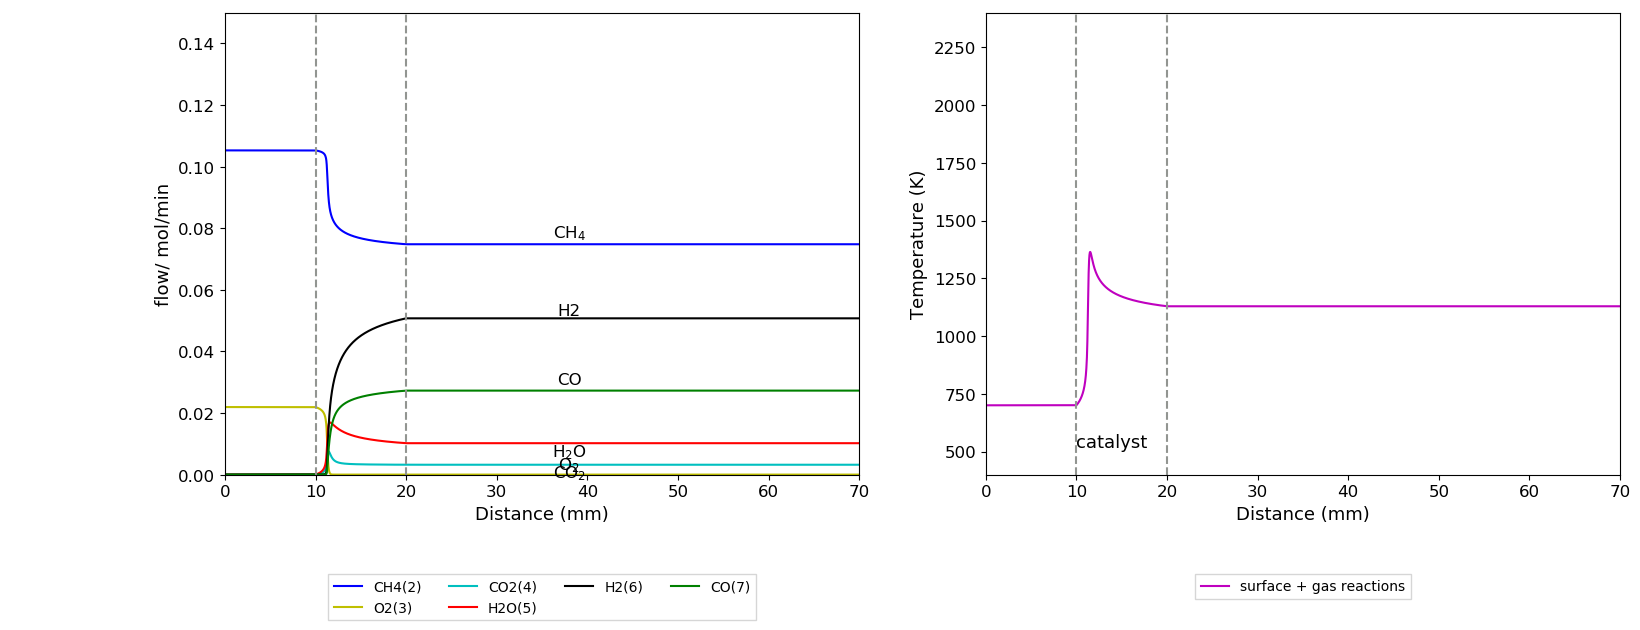 0.14
0.12
0.10
0.08
0.06
0.04
0.02
0.00
flow/ mol/min
CH₄
H2
CO
H₂O
O₂
CO₂
0 10 20 30 40 50 60 70
Distance (mm)
CH4(2) CO2(4) H2(6) CO(7)
O2(3) H2O(5)
2250
2000
1750
1500
1250
1000
750
500
Temperature (K)
catalyst
0 10 20 30 40 50 60 70
Distance (mm)
surface + gas reactions